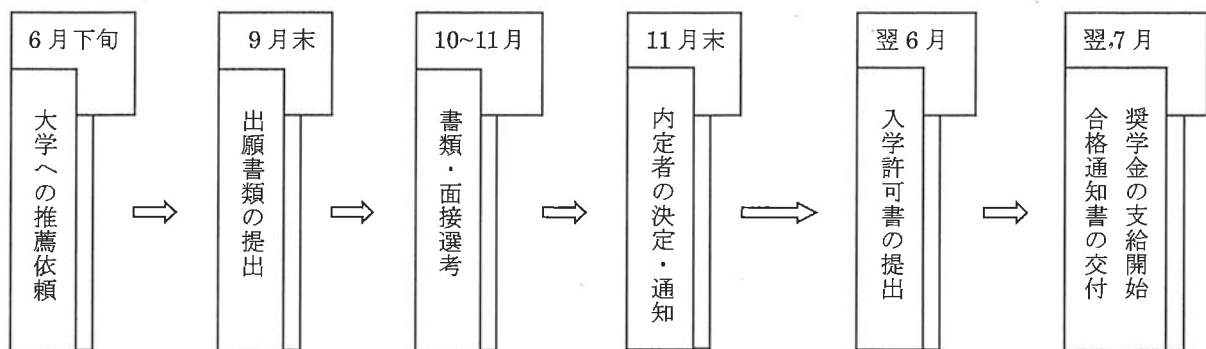 6月下旬
大学への推薦依頼
9月末
出願書類の提出
10~11月
書類・面接選考
11月末
内定者の決定・通知
翌6月
入学許可書の提出
翌,7月
奨学金の支給開始
合格通知書の交付